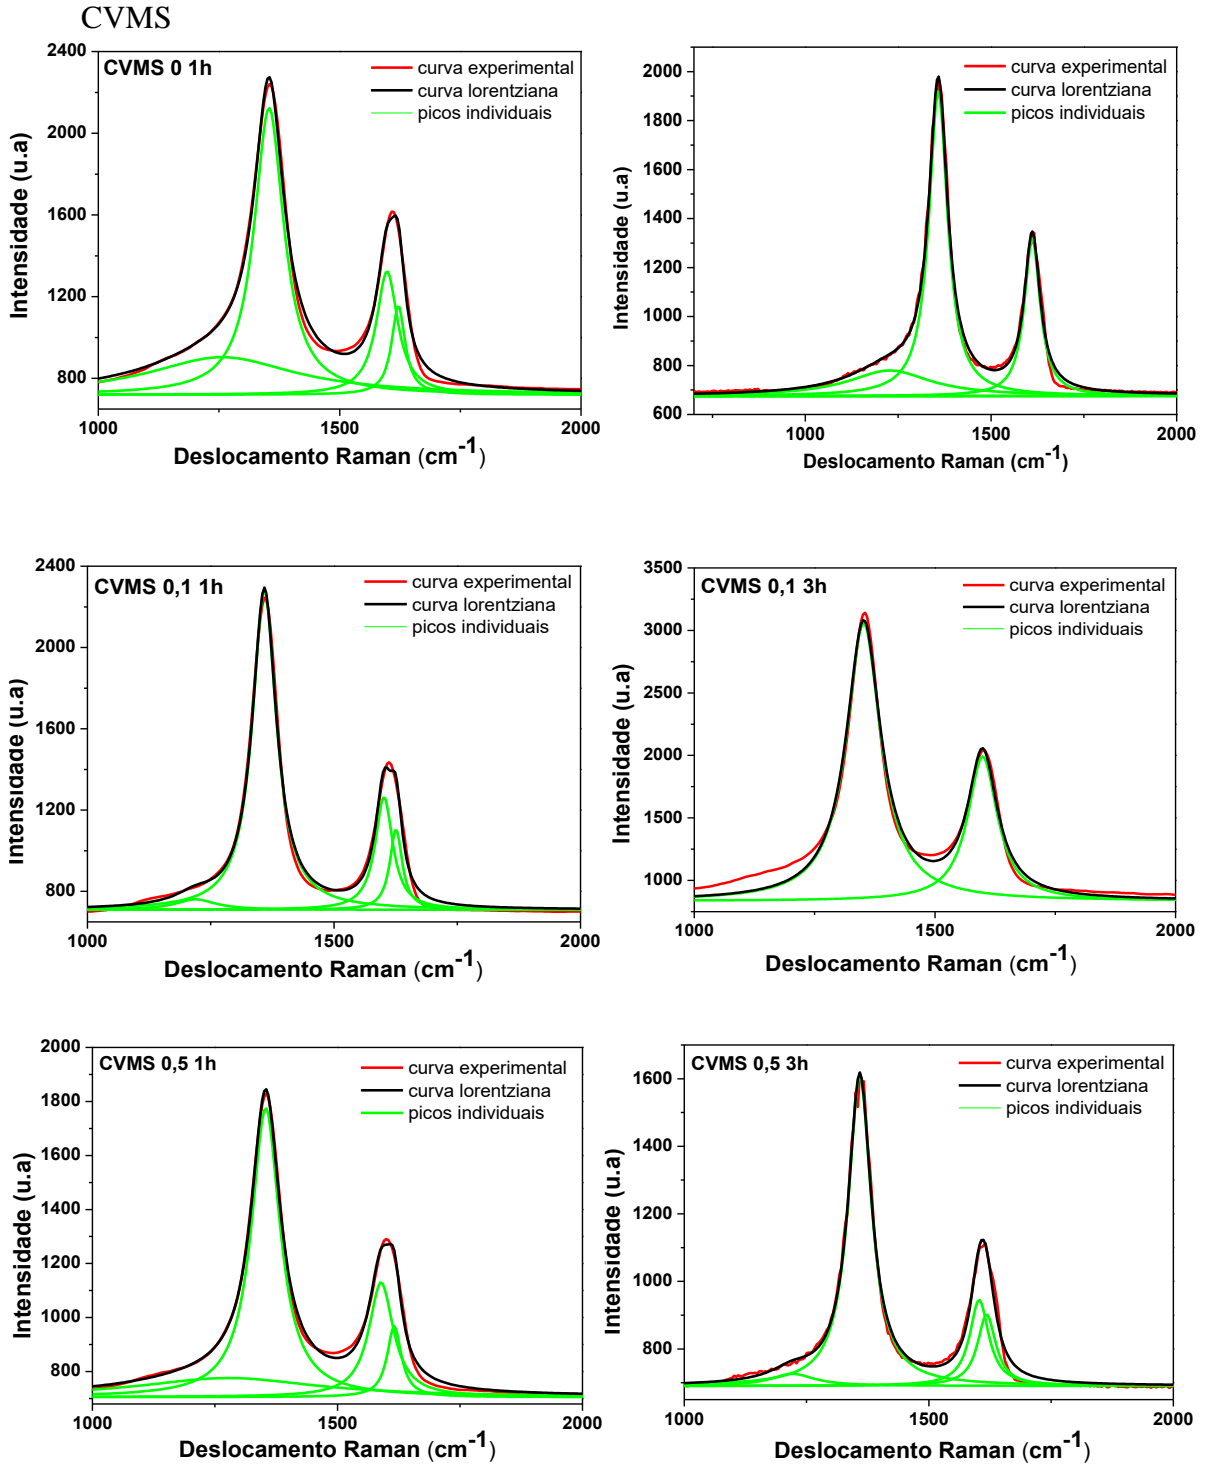 CVMS
CVMS 0 1h
curva experimental
curva lorentziana
picos individuais
2400
2000
1600
1200
800
Intensidade (u.a)
1000
1500
2000
Deslocamento Raman (cm-1)
curva experimental
curva lorentziana
picos individuais
2000
1800
1600
1400
1200
1000
800
600
Intensidade (u.a)
1000
1500
2000
Deslocamento Raman (cm-1)
CVMS 0,1 1h
curva experimental
curva lorentziana
picos individuais
2400
2000
1600
1200
800
Intensidade (u.a)
1000
1500
2000
Deslocamento Raman (cm-1)
CVMS 0,1 3h
curva experimental
curva lorentziana
picos individuais
3500
3000
2500
2000
1500
1000
Intensidade (u.a)
1000
1500
2000
Deslocamento Raman (cm-1)
CVMS 0,5 1h
curva experimental
curva lorentziana
picos individuais
2000
1800
1600
1400
1200
1000
800
Intensidade (u.a)
1000
1500
2000
Deslocamento Raman (cm-1)
CVMS 0,5 3h
curva experimental
curva lorentziana
picos individuais
1600
1400
1200
1000
800
Intensidade (u.a)
1000
1500
2000
Deslocamento Raman (cm-1)